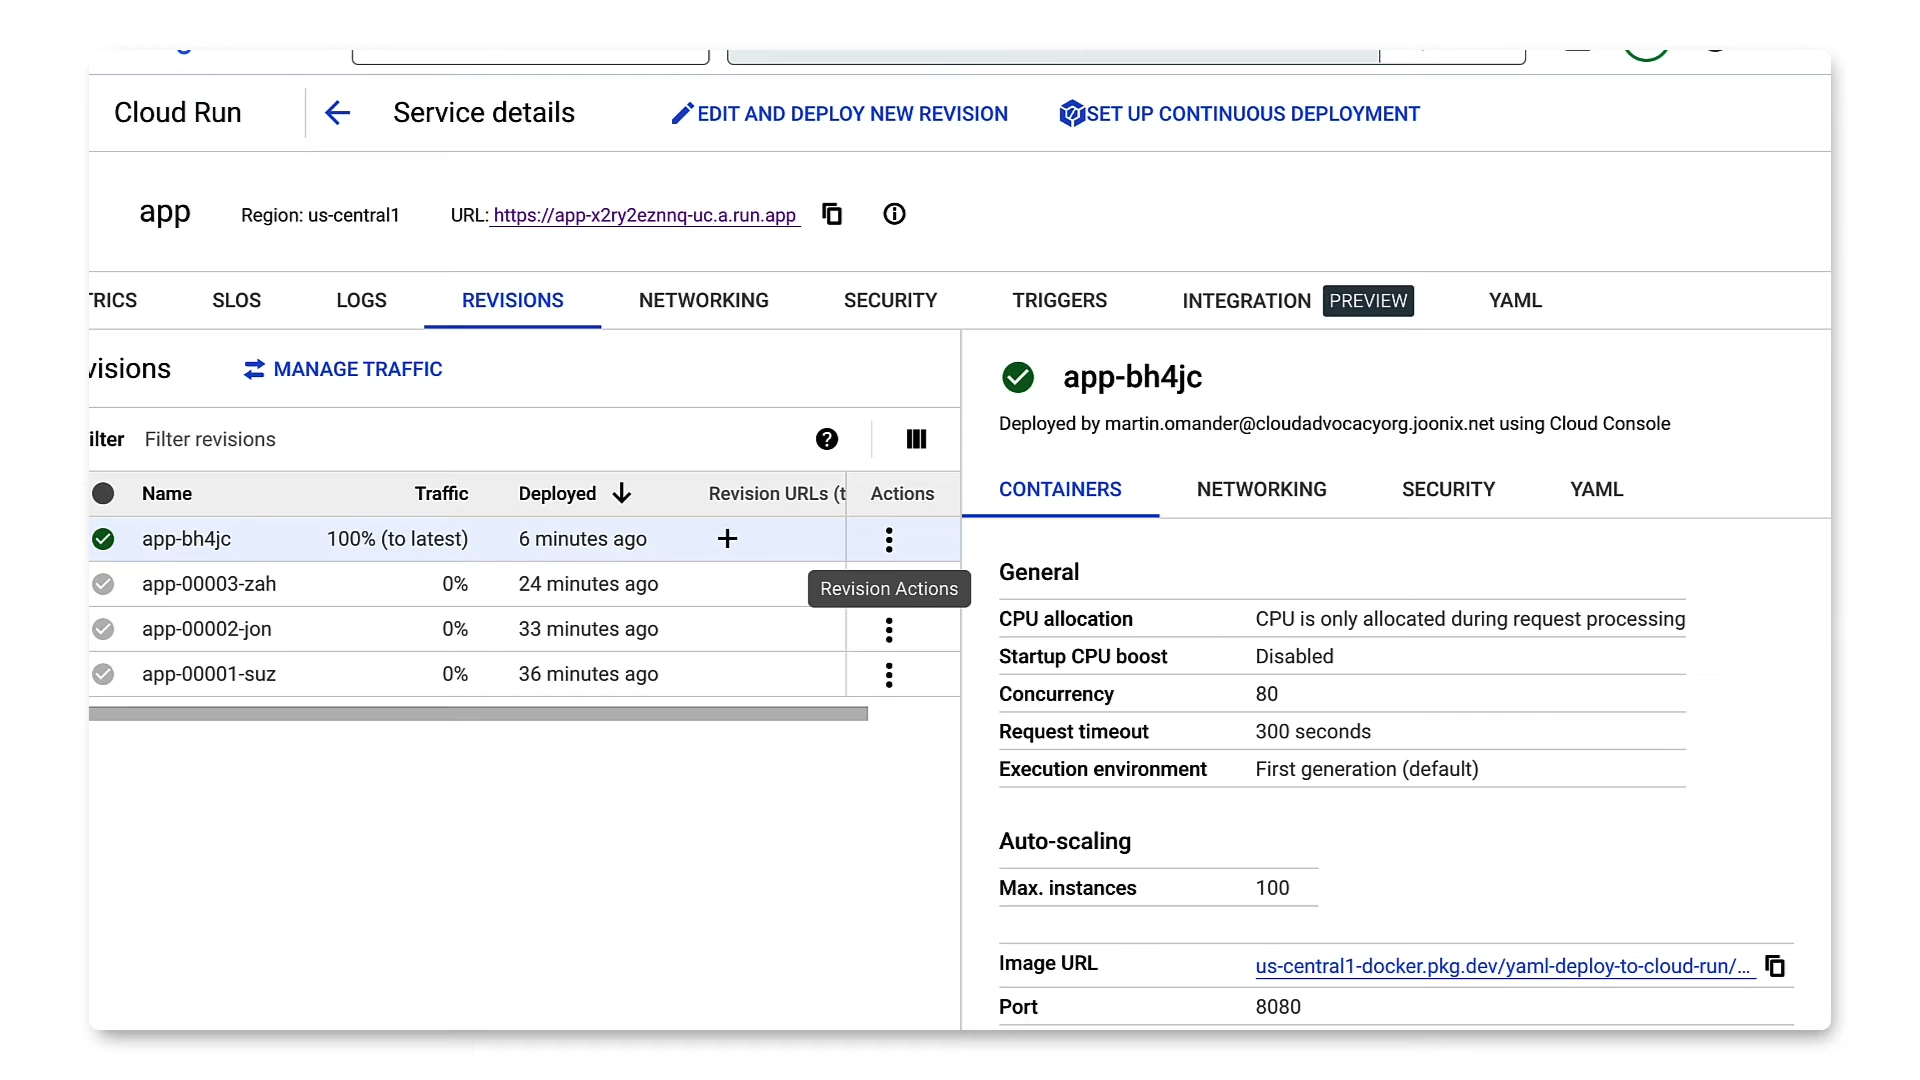 Cloud Run
Service details
EDIT AND DEPLOY NEW REVISION
SET UP CONTINUOUS DEPLOYMENT
app
Region: us-central1
URL: https://app-x2ry2eznnq-uc.a.run.app
TRICS
SLOS
LOGS
REVISIONS
NETWORKING
SECURITY
TRIGGERS
INTEGRATION PREVIEW
YAML
visions
MANAGE TRAFFIC
ilter Filter revisions
Name Traffic Deployed Revision URLs (t Actions
app-bh4jc 100% (to latest) 6 minutes ago
app-00003-zah 0% 24 minutes ago
Revision Actions
app-00002-jon 0% 33 minutes ago
app-00001-suz 0% 36 minutes ago
app-bh4jc
Deployed by martin.omander@cloudadvocacyorg.joonix.net using Cloud Console
CONTAINERS
NETWORKING
SECURITY
YAML
General
CPU allocation CPU is only allocated during request processing
Startup CPU boost Disabled
Concurrency 80
Request timeout 300 seconds
Execution environment First generation (default)
Auto-scaling
Max. instances 100
Image URL us-central1-docker.pkg.dev/yaml-deploy-to-cloud-run/...
Port 8080